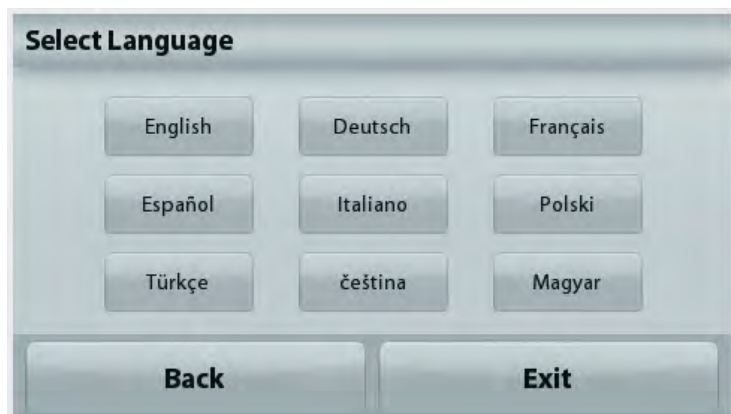 Select Language
English Deutsch Français
Español Italiano Polski
Türkçe čeština Magyar
Back Exit